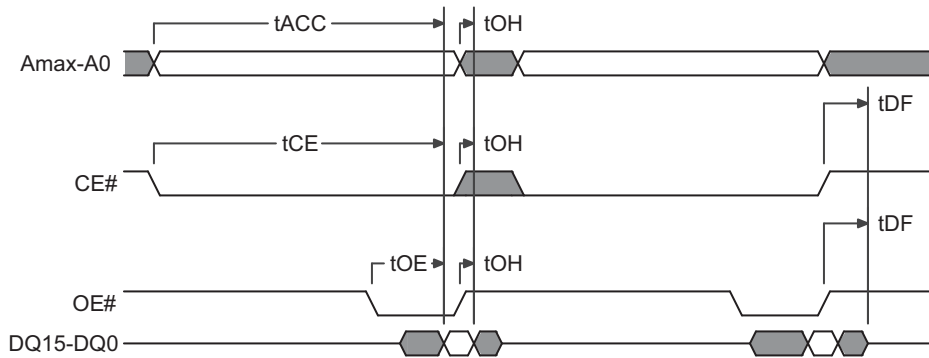 tACC tOH
Amax-A0
tDF
tCE tOH
CE#
tDF
tOE tOH
OE#
DQ15-DQ0